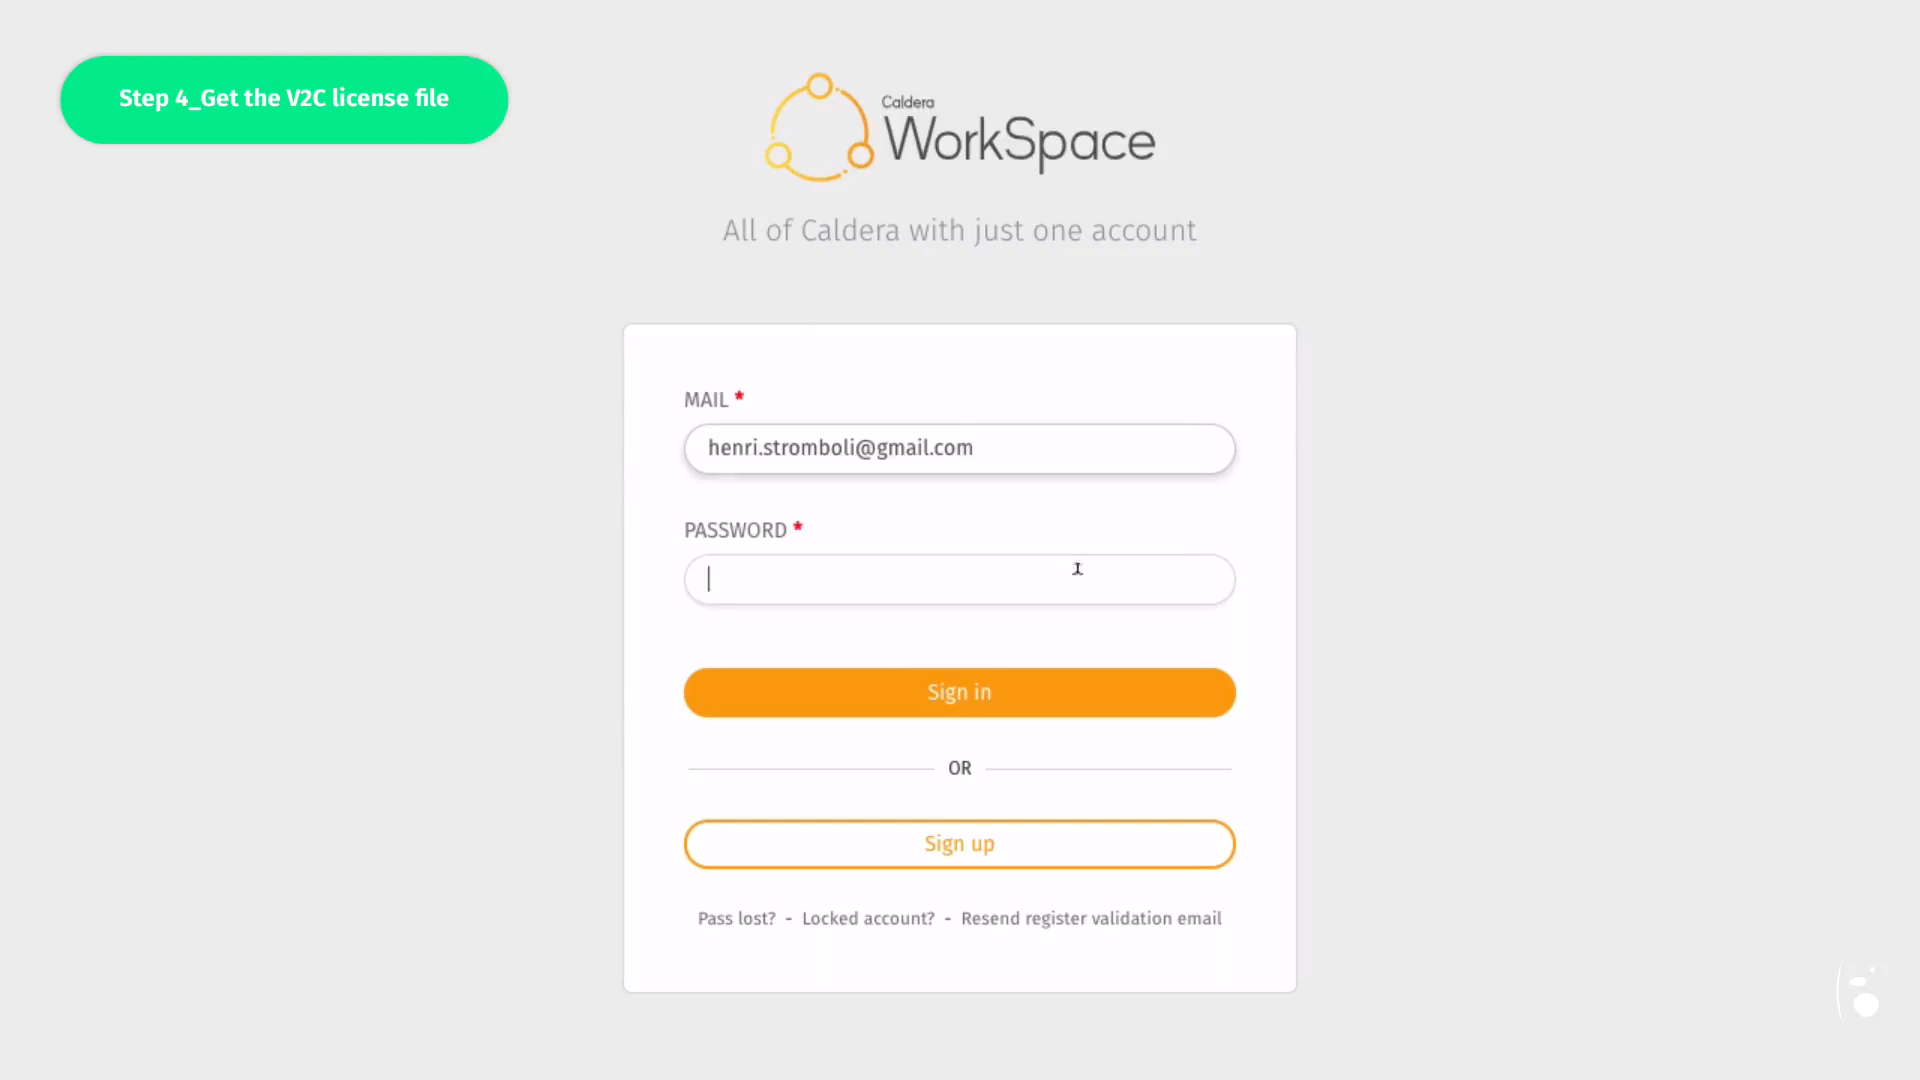 Step 4_Get the V2C license file
Caldera
WorkSpace
All of Caldera with just one account
MAIL *
henri.stromboli@gmail.com
PASSWORD *
Sign in
OR
Sign up
Pass lost? - Locked account? - Resend register validation email